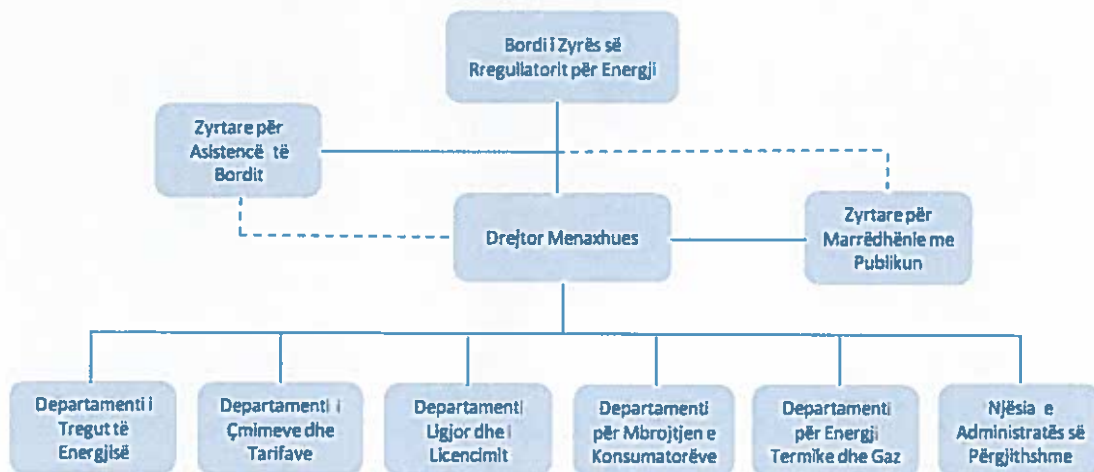 Bordi i Zyrës së
Rregullatorit për Energji
Zyrtare për
Asistencë të
Bordit
Drejtor Menaxhues
Zyrtare për
Marrëdhënie me
Publikun
Departamenti i
Tregut të
Energjisë
Departamenti i
Çmimeve dhe
Tarifave
Departamenti
Ligjor dhe i
Licencimit
Departamenti
për Mbrojtjen e
Konsumatorëve
Departamenti
për Energji
Termike dhe Gaz
Njësia e
Administratës së
Përgjithshme